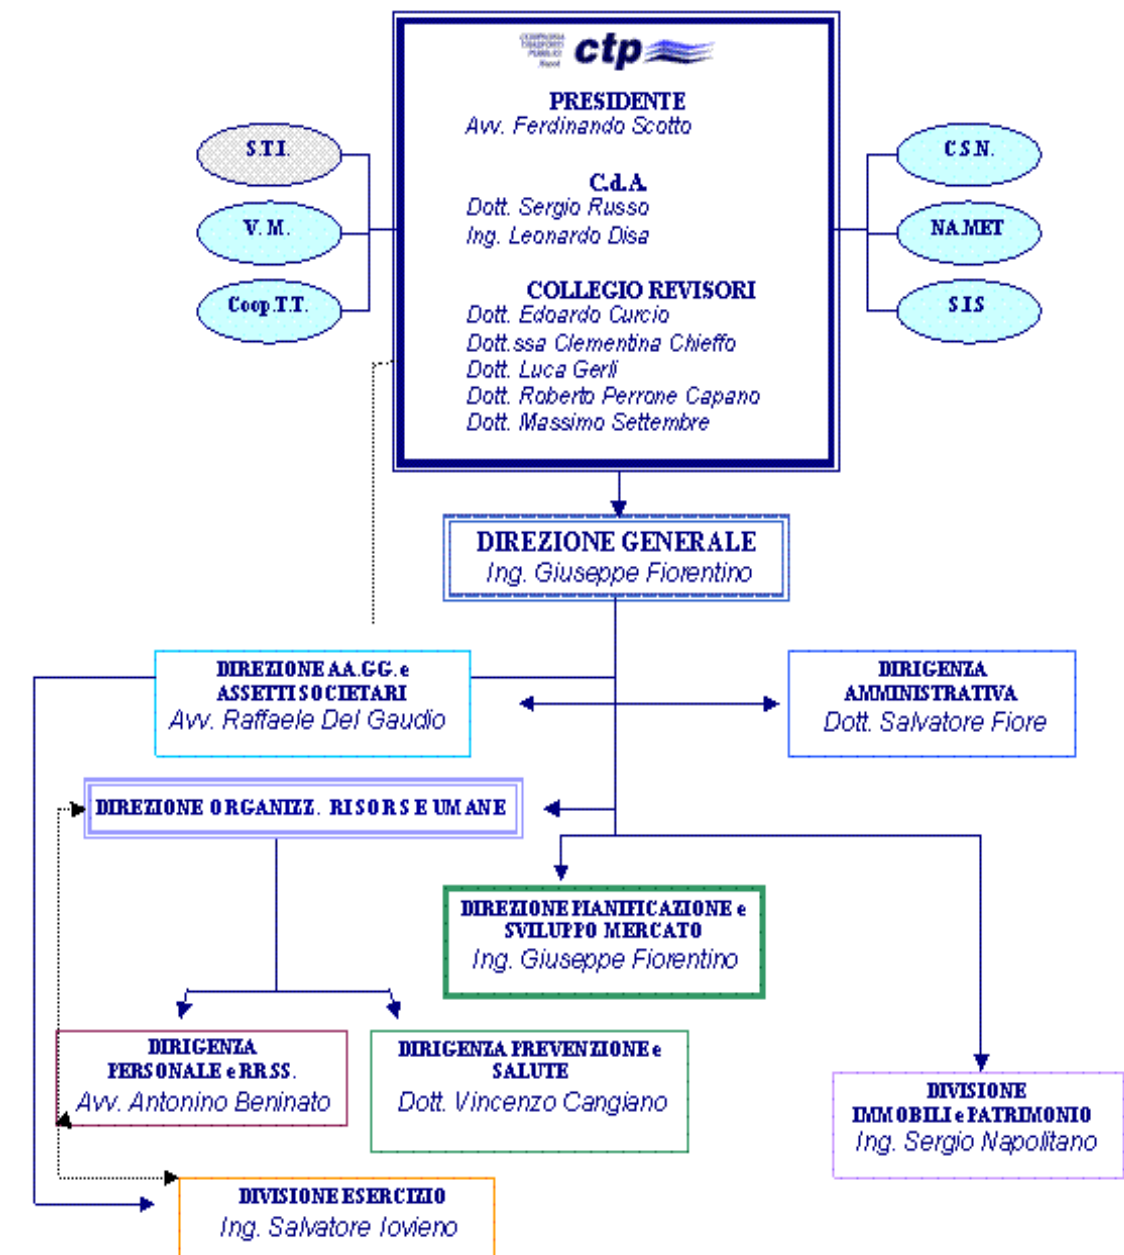 COMPAGNIA
TRASPORTI
PUBBLICI
Napoli
ctp
PRESIDENTE
Avv. Ferdinando Scotto
C.d.A.
Dott. Sergio Russo
Ing. Leonardo Disa
COLLEGIO REVISORI
Dott. Edoardo Curcio
Dott.ssa Clementina Chieffo
Dott. Luca Gerli
Dott. Roberto Perrone Capano
Dott. Massimo Settembre
S.T.I.
V. M.
Coop.T.T.
C.S.N.
NA.MET
S.I.S
DIREZIONE GENERALE
Ing. Giuseppe Fiorentino
DIREZIONE AA.GG. e
ASSETTI SOCIETARI
Avv. Raffaele Del Gaudio
DIRIGENZA
AMMINISTRATIVA
Dott. Salvatore Fiore
DIREZIONE ORGANIZZ. RISORSE UMANE
DIREZIONE PIANIFICAZIONE e
SVILUPPO MERCATO
Ing. Giuseppe Fiorentino
DIRIGENZA
PERSONALE e RR.SS.
Avv. Antonino Beninato
DIRIGENZA PREVENZIONE e
SALUTE
Dott. Vincenzo Cangiano
DIVISIONE
IMMOBILI e PATRIMONIO
Ing. Sergio Napolitano
DIVISIONE ESERCIZIO
Ing. Salvatore Iovieno